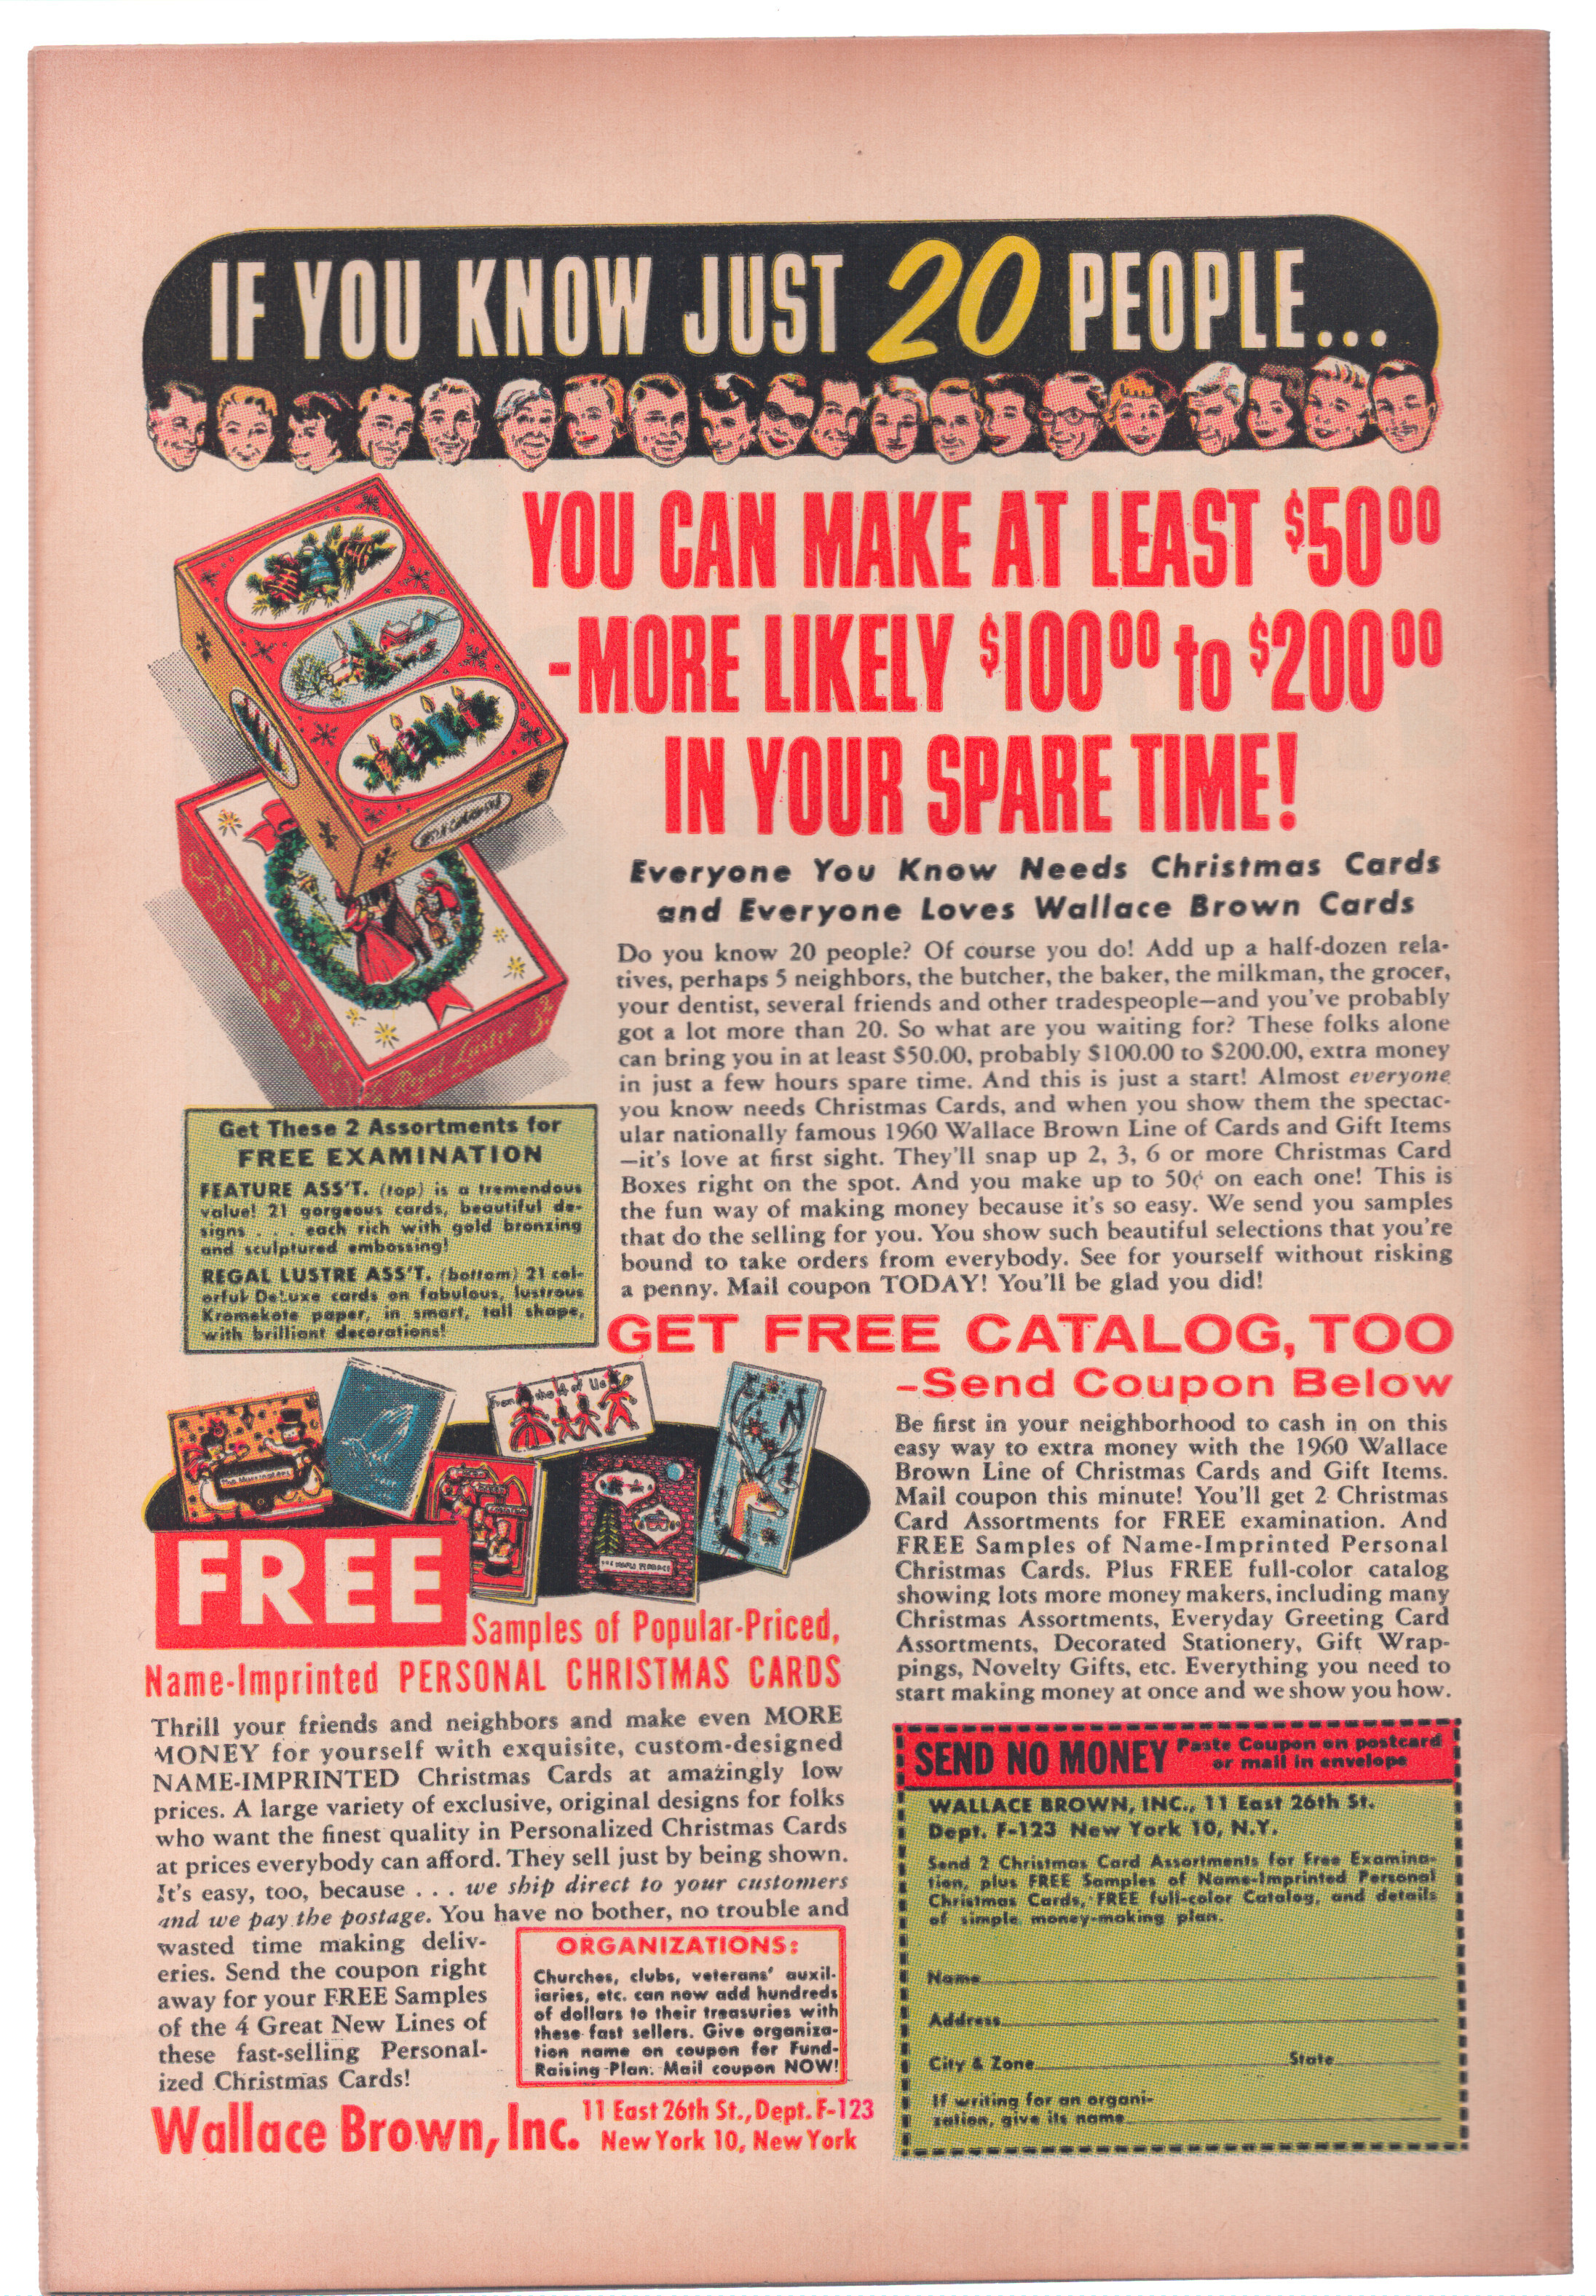 IF YOU KNOW JUST 20 PEOPLE...
YOU CAN MAKE AT LEAST $50.00
-MORE LIKELY $100.00 to $200.00
IN YOUR SPARE TIME!
Everyone You Know Needs Christmas Cards
and Everyone Loves Wallace Brown Cards
Do you know 20 people? Of course you do! Add up a half-dozen rela-
tives, perhaps 5 neighbors, the butcher, the baker, the milkman, the grocer,
your dentist, several friends and other tradespeople—and you've probably
got a lot more than 20. So what are you waiting for? These folks alone
can bring you in at least $50.00, probably $100.00 to $200.00, extra money
in just a few hours spare time. And this is just a start! Almost everyone
you know needs Christmas Cards, and when you show them the spectac-
ular nationally famous 1960 Wallace Brown Line of Cards and Gift Items
—it's love at first sight. They'll snap up 2, 3, 6 or more Christmas Card
Boxes right on the spot. And you make up to 50¢ on each one! This is
the fun way of making money because it's so easy. We send you samples
that do the selling for you. You show such beautiful selections that you're
bound to take orders from everybody. See for yourself without risking
a penny. Mail coupon TODAY! You'll be glad you did!
Regal Lustre
Get These 2 Assortments for
FREE EXAMINATION
FEATURE ASS'T. (top) is a tremendous
value! 21 gorgeous cards, beautiful de-
signs . . . each rich with gold bronzing
and sculptured embossing!
REGAL LUSTRE ASS'T. (bottom) 21 col-
orful DeLuxe cards on fabulous, lustrous
Kromekote paper, in smart, tall shape,
with brilliant decorations!
GET FREE CATALOG, TOO
-Send Coupon Below
Be first in your neighborhood to cash in on this
easy way to extra money with the 1960 Wallace
Brown Line of Christmas Cards and Gift Items.
Mail coupon this minute! You'll get 2 Christmas
Card Assortments for FREE examination. And
FREE Samples of Name-Imprinted Personal
Christmas Cards. Plus FREE full-color catalog
showing lots more money makers, including many
Christmas Assortments, Everyday Greeting Card
Assortments, Decorated Stationery, Gift Wrap-
pings, Novelty Gifts, etc. Everything you need to
start making money at once and we show you how.
From the 4 of Us
FREE
Samples of Popular-Priced,
Name-Imprinted PERSONAL CHRISTMAS CARDS
Thrill your friends and neighbors and make even MORE
MONEY for yourself with exquisite, custom-designed
NAME-IMPRINTED Christmas Cards at amazingly low
prices. A large variety of exclusive, original designs for folks
who want the finest quality in Personalized Christmas Cards
at prices everybody can afford. They sell just by being shown.
It's easy, too, because . . . we ship direct to your customers
and we pay the postage. You have no bother, no trouble and
wasted time making deliv-
eries. Send the coupon right
away for your FREE Samples
of the 4 Great New Lines of
these fast-selling Personal-
ized Christmas Cards!
ORGANIZATIONS:
Churches, clubs, veterans' auxil-
iaries, etc. can now add hundreds
of dollars to their treasuries with
these fast sellers. Give organiza-
tion name on coupon for Fund-
Raising Plan. Mail coupon NOW!
Wallace Brown, Inc.
11 East 26th St., Dept. F-123
New York 10, New York
SEND NO MONEY
Paste Coupon on postcard
or mail in envelope
WALLACE BROWN, INC., 11 East 26th St.
Dept. F-123 New York 10, N.Y.
Send 2 Christmas Card Assortments for Free Examina-
tion, plus FREE Samples of Name-Imprinted Personal
Christmas Cards, FREE full-color Catalog, and details
of simple money-making plan.
Name
Address
City & Zone State
If writing for an organi-
zation, give its name